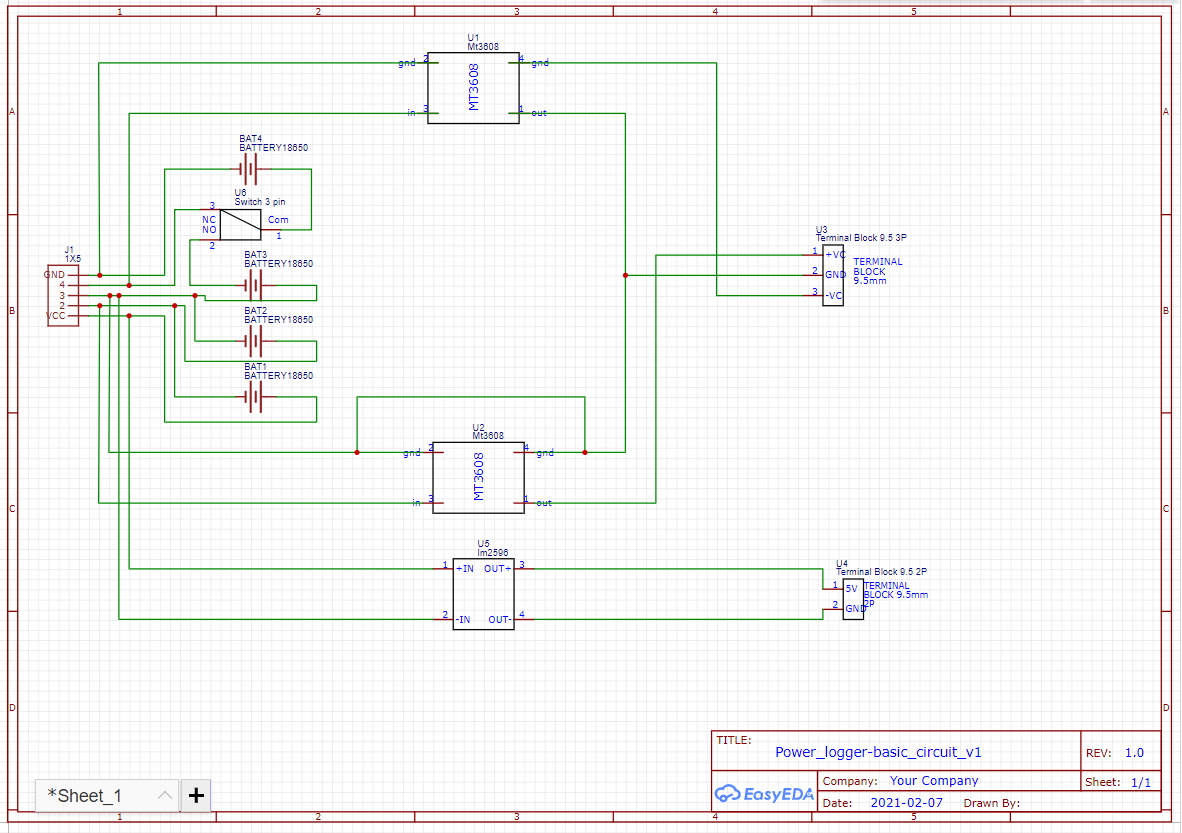 1 2 3 4 5
A
B
C
D
A
B
C
D
U1
Mt3608
gnd 2
4 gnd
MT3608
in 3
1 out
BAT4
BATTERY18650
U6
Switch 3 pin
3
NC
NO
2
Com
1
J1
1X5
GND
4
3
2
VCC
BAT3
BATTERY18650
BAT2
BATTERY18650
BAT1
BATTERY18650
U3
Terminal Block 9.5 3P
1 +VC
2 GND
3 -VC
TERMINAL
BLOCK
9.5mm
U2
Mt3608
gnd 2
4 gnd
MT3608
in 3
1 out
U5
lm2596
1 +IN OUT+ 3
2 -IN OUT- 4
U4
Terminal Block 9.5 2P
1 5V
2 GND
TERMINAL
BLOCK 9.5mm
2P
TITLE:
Power_logger-basic_circuit_v1
REV: 1.0
EasyEDA
Company: Your Company
Sheet: 1/1
Date: 2021-02-07 Drawn By:
*Sheet_1
+
1 2 3 4 5